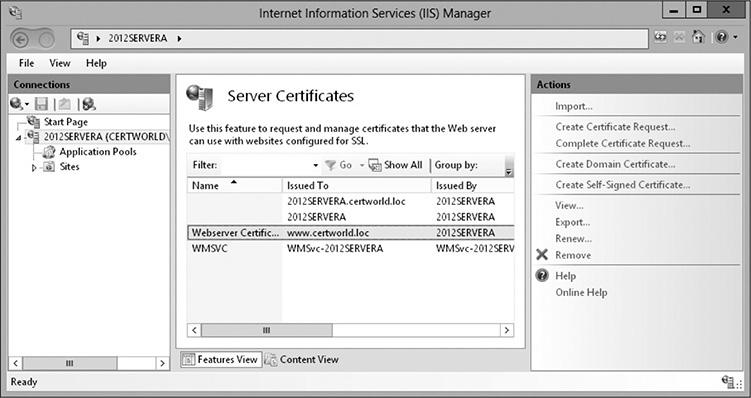 Internet Information Services (IIS) Manager
2012SERVERA
File View Help
Connections
Start Page
2012SERVERA (CERTWORLD\
Application Pools
Sites
Server Certificates
Use this feature to request and manage certificates that the Web server
can use with websites configured for SSL.
Filter: Go Show All Group by:
Name Issued To Issued By
2012SERVERA.certworld.loc 2012SERVERA
2012SERVERA 2012SERVERA
Webserver Certific... www.certworld.loc 2012SERVERA
WMSVC WMSvc-2012SERVERA WMSvc-2012SERV
Features View Content View
Actions
Import...
Create Certificate Request...
Complete Certificate Request...
Create Domain Certificate...
Create Self-Signed Certificate...
View...
Export...
Renew...
Remove
Help
Online Help
Ready